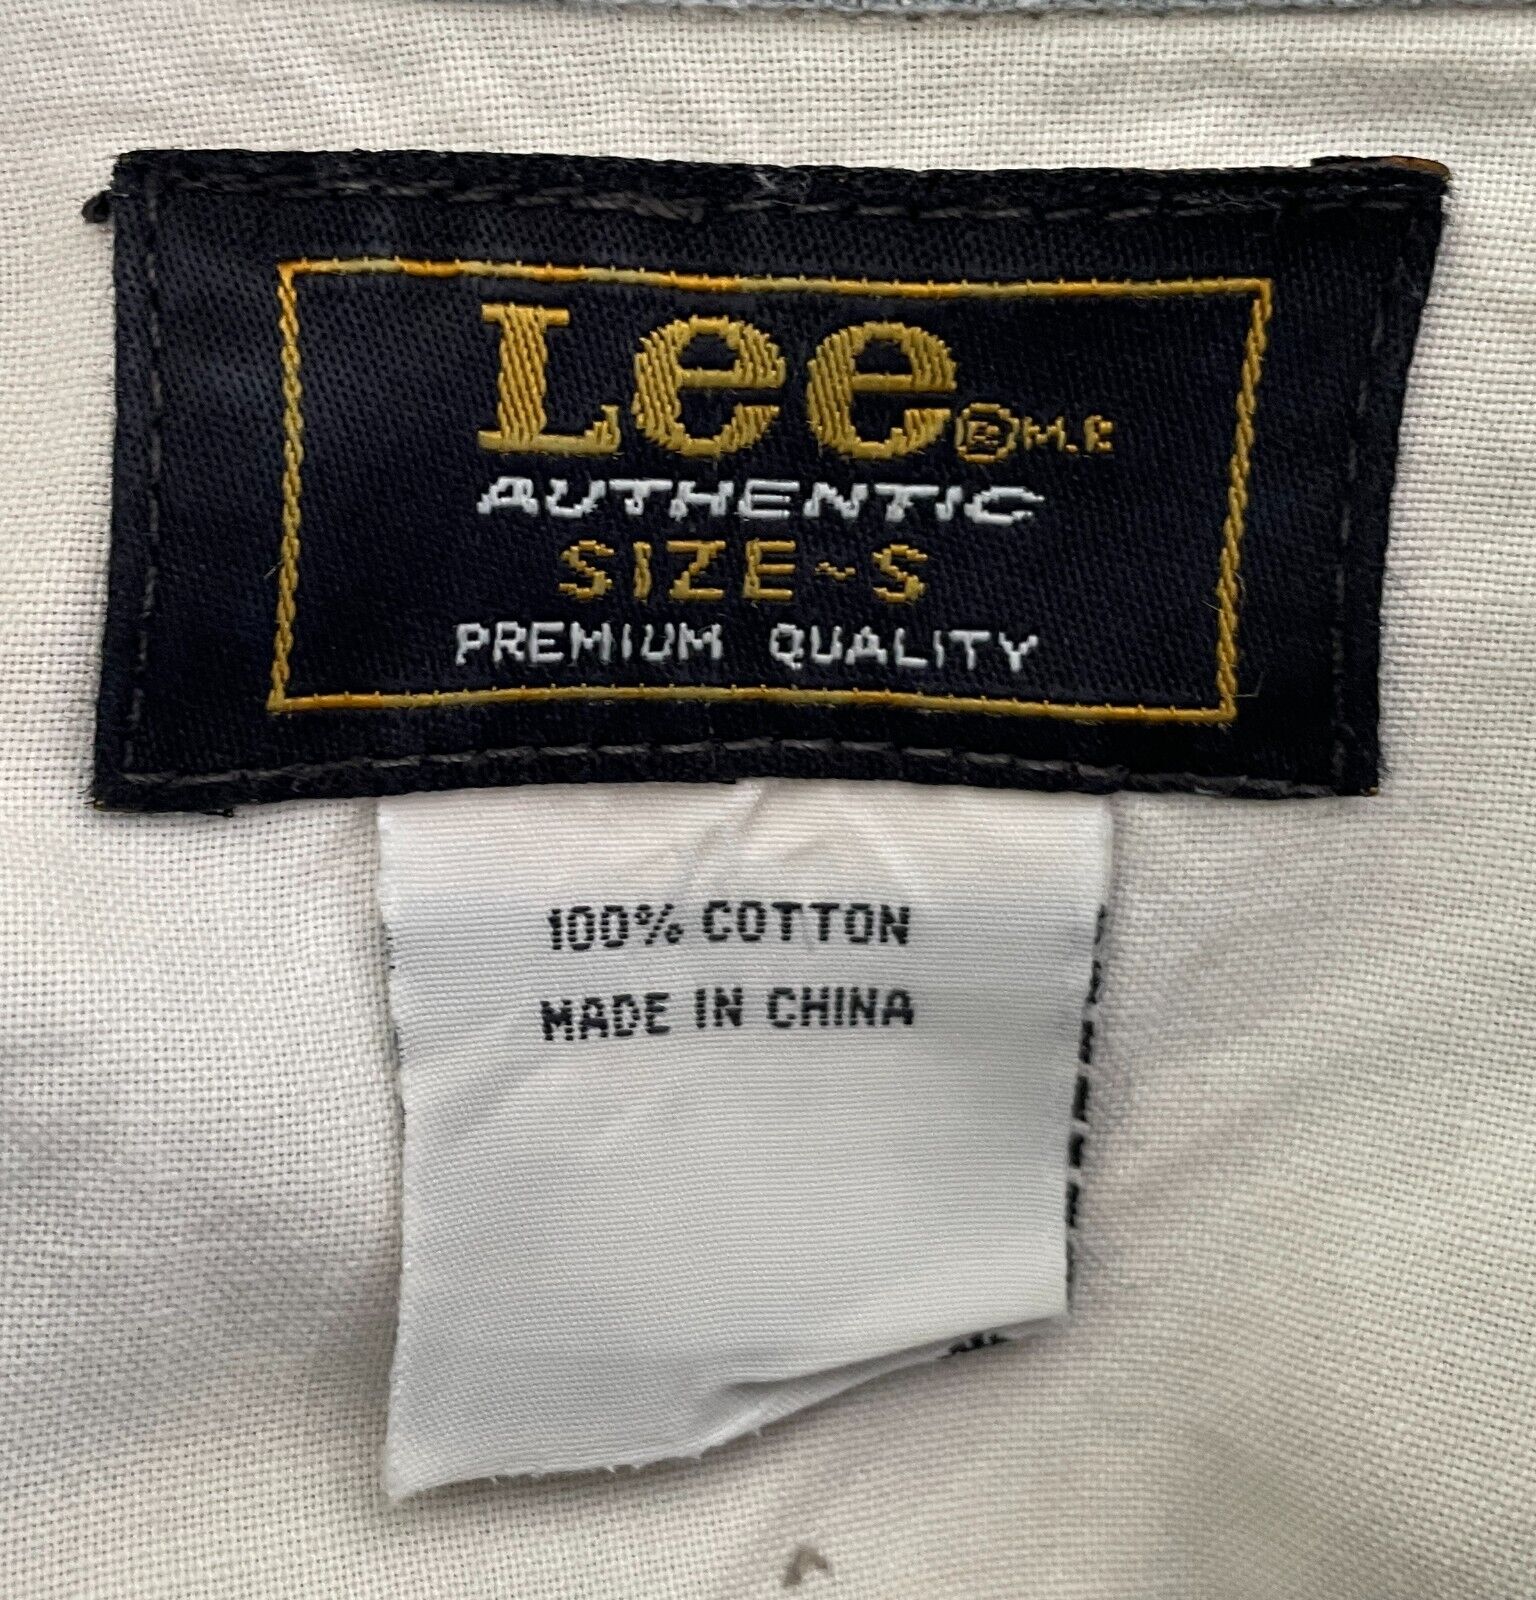 Lee ® M.R.
AUTHENTIC
SIZE~S
PREMIUM QUALITY
100% COTTON
MADE IN CHINA